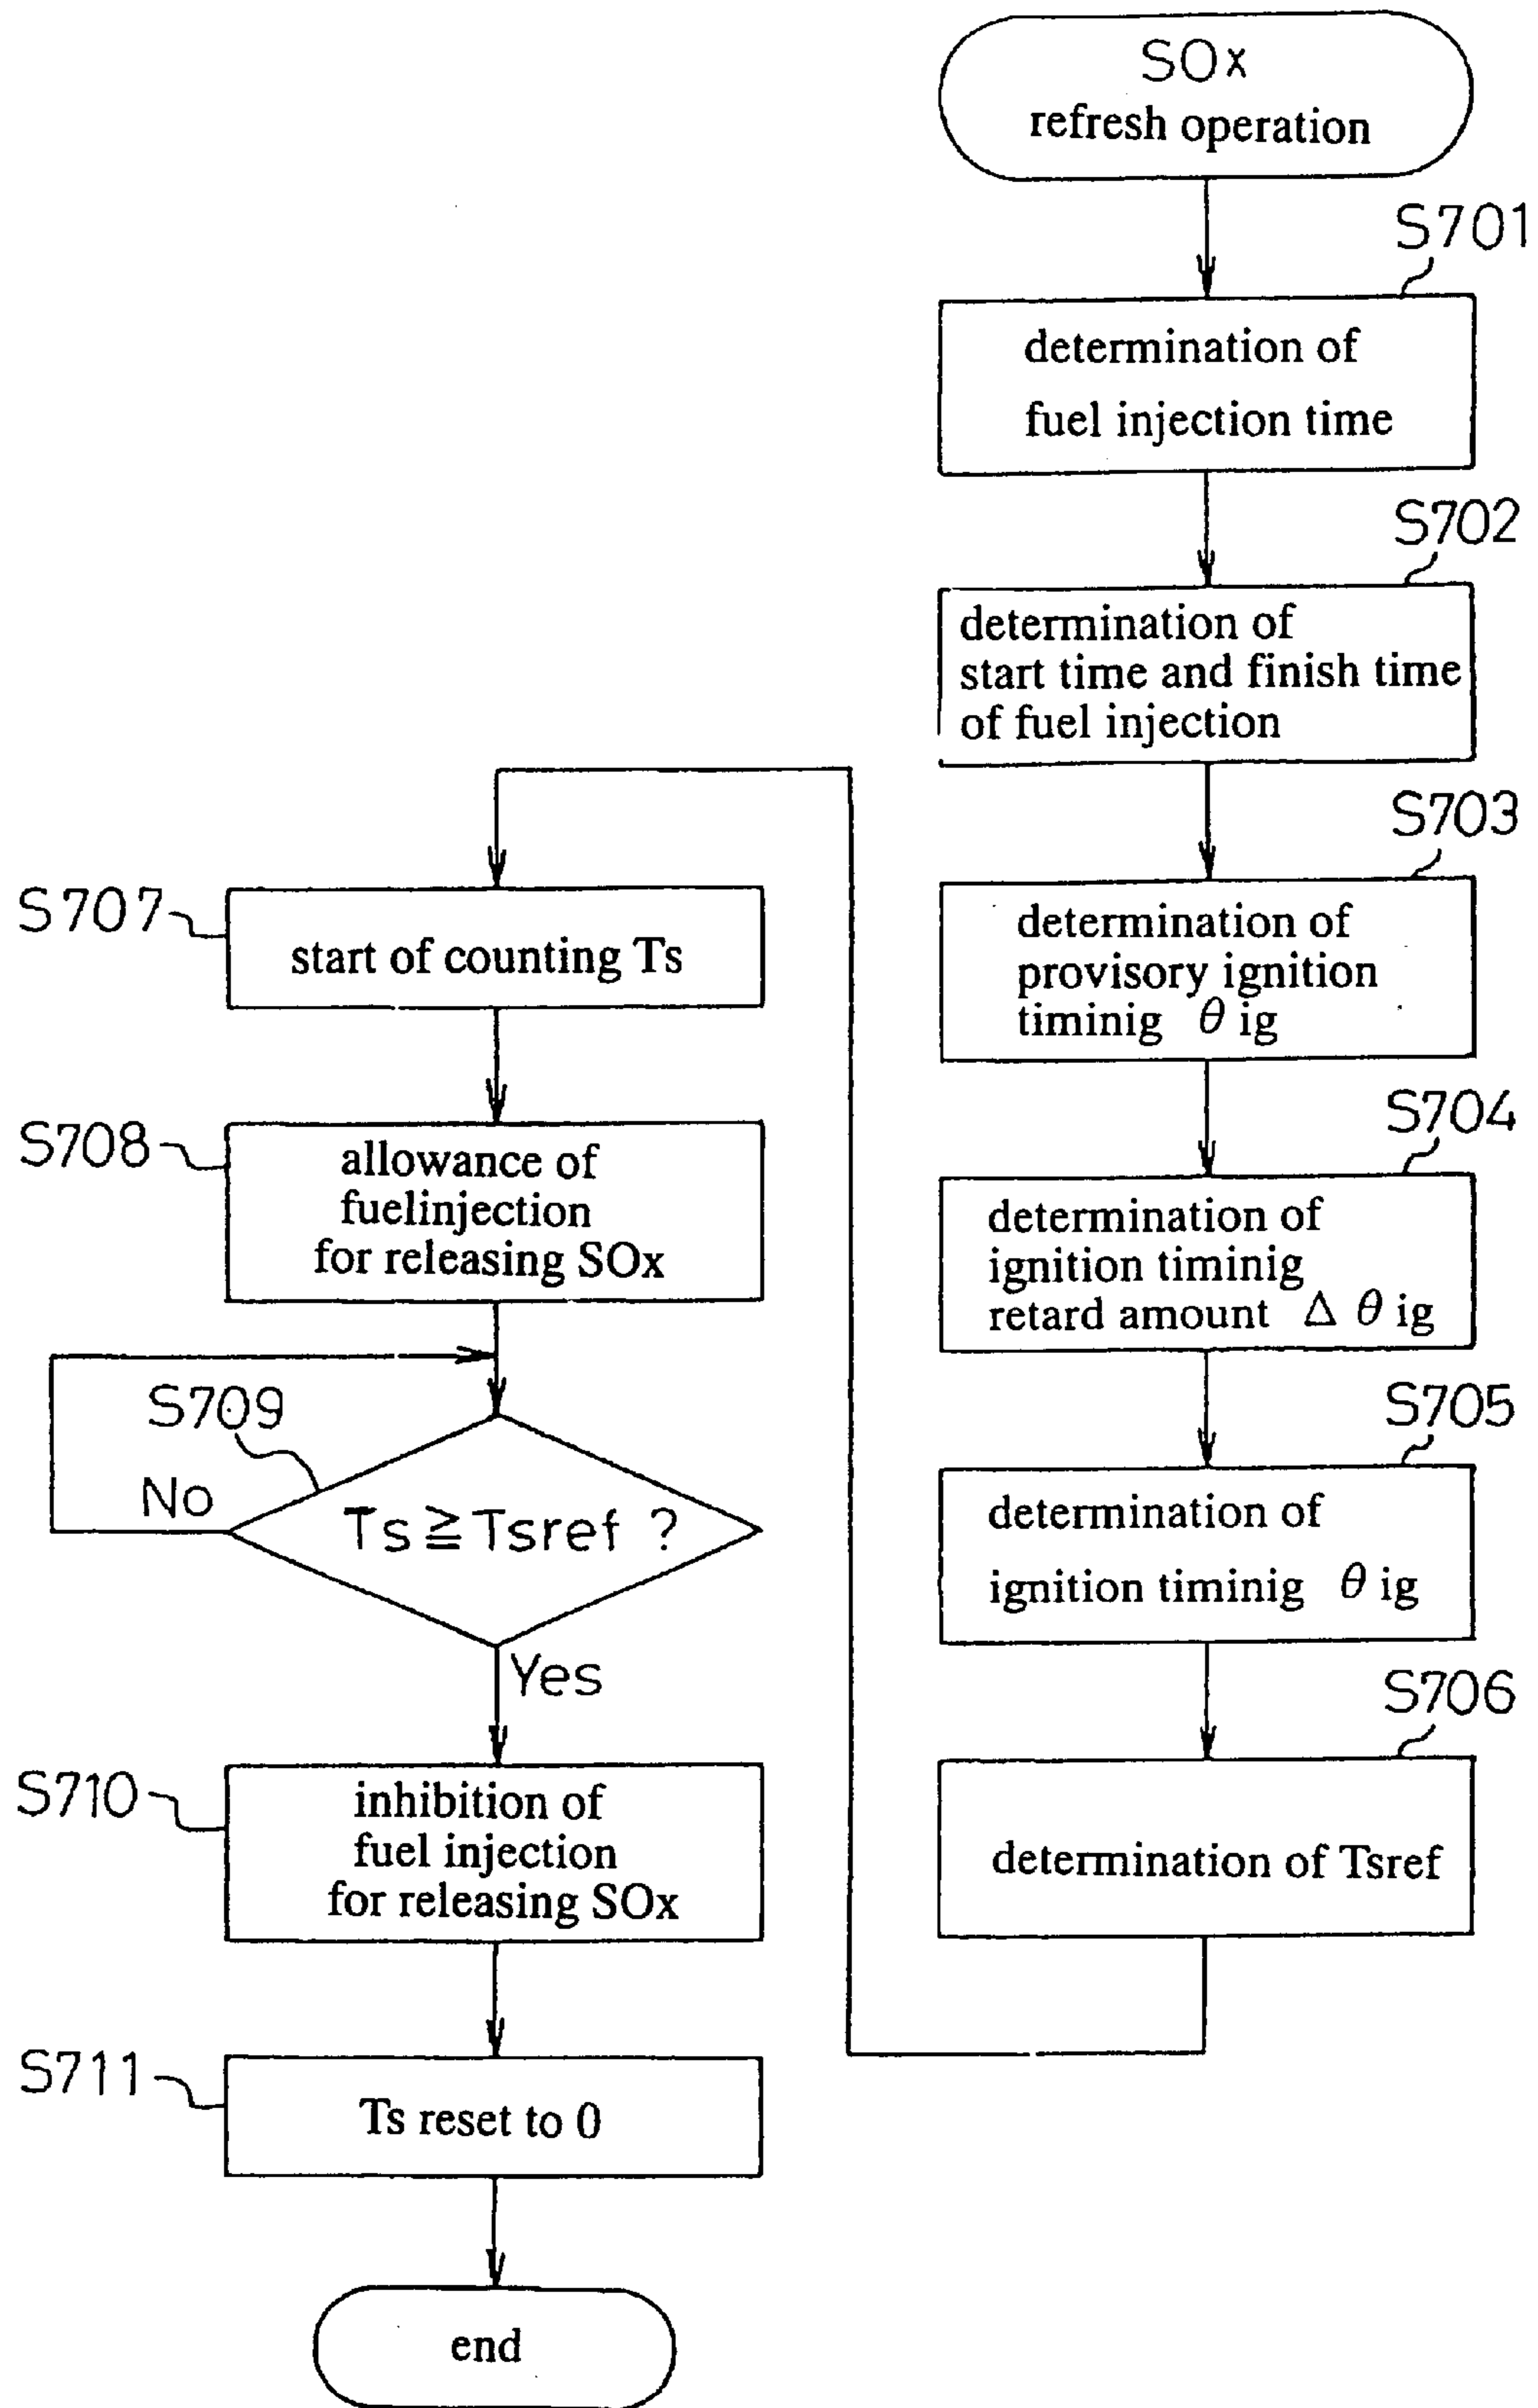 SOx
refresh operation
S701
determination of
fuel injection time
S702
determination of
start time and finish time
of fuel injection
S703
determination of
provisory ignition
timinig θ ig
S704
determination of
ignition timinig
retard amount Δ θ ig
S705
determination of
ignition timinig θ ig
S706
determination of Tsref
S707
start of counting Ts
S708
allowance of
fuelinjection
for releasing SOx
S709
No
Ts ≧ Tsref ?
Yes
S710
inhibition of
fuel injection
for releasing SOx
S711
Ts reset to 0
end